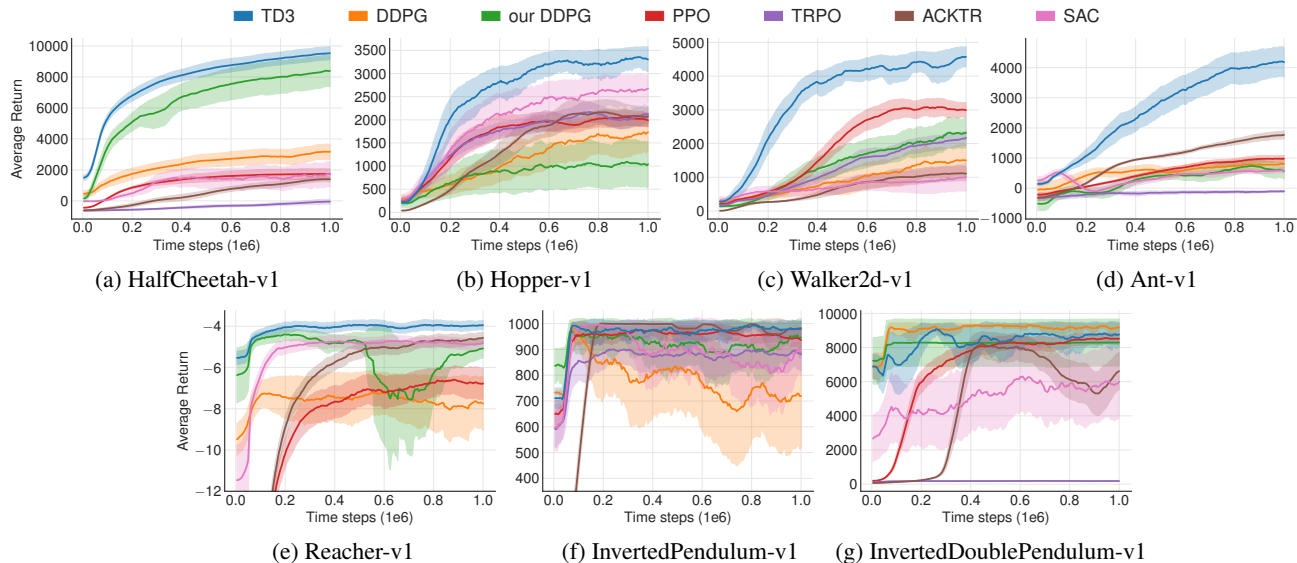 TD3 DDPG our DDPG PPO TRPO ACKTR SAC
Average Return
10000
8000
6000
4000
2000
0
0.0 0.2 0.4 0.6 0.8 1.0
Time steps (1e6)
(a) HalfCheetah-v1
3500
3000
2500
2000
1500
1000
500
0
0.0 0.2 0.4 0.6 0.8 1.0
Time steps (1e6)
(b) Hopper-v1
5000
4000
3000
2000
1000
0
0.0 0.2 0.4 0.6 0.8 1.0
Time steps (1e6)
(c) Walker2d-v1
5000
4000
3000
2000
1000
0
−1000
0.0 0.2 0.4 0.6 0.8 1.0
Time steps (1e6)
(d) Ant-v1
Average Return
−4
−6
−8
−10
−12
0.0 0.2 0.4 0.6 0.8 1.0
Time steps (1e6)
(e) Reacher-v1
1000
900
800
700
600
500
400
0.0 0.2 0.4 0.6 0.8 1.0
Time steps (1e6)
(f) InvertedPendulum-v1
10000
8000
6000
4000
2000
0
0.0 0.2 0.4 0.6 0.8 1.0
Time steps (1e6)
(g) InvertedDoublePendulum-v1